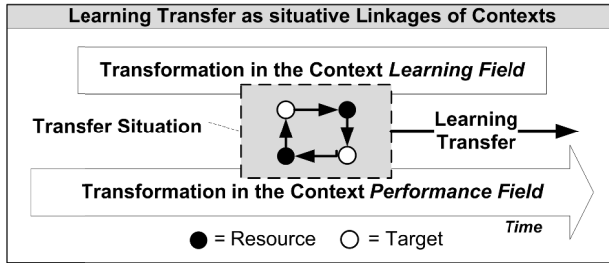 Learning Transfer as situative Linkages of Contexts
Transformation in the Context Learning Field
Transfer Situation
Learning
Transfer
Transformation in the Context Performance Field
Time
= Resource = Target